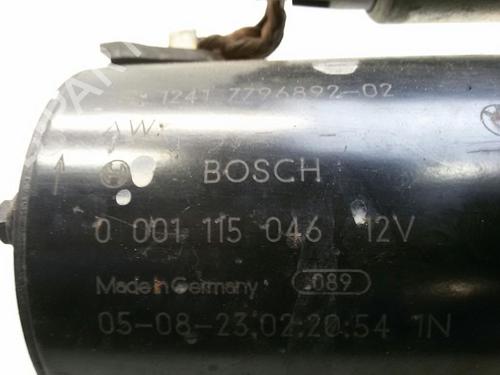 1241 7796892-02
BOSCH
0 001 115 046 12V
Made in Germany 089
05-08-23.02:20:54 1N